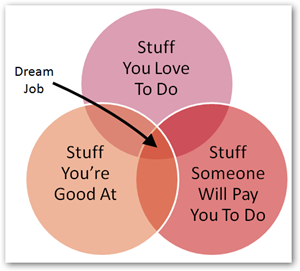 Stuff
You Love
To Do
Dream
Job
Stuff
You're
Good At
Stuff
Someone
Will Pay
You To Do